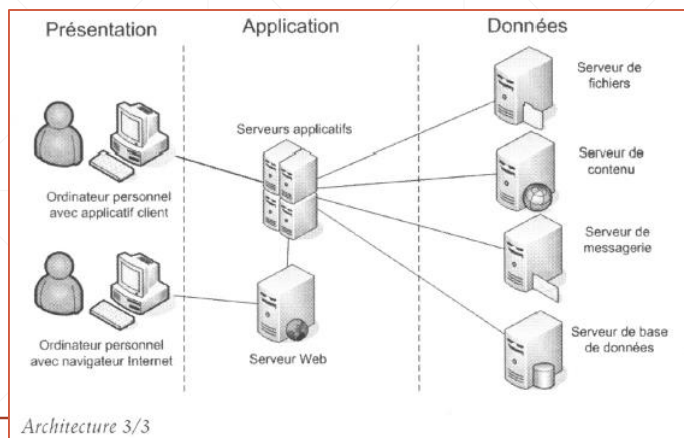 Présentation
Application
Données
Ordinateur personnel
avec applicatif client
Ordinateur personnel
avec navigateur Internet
Serveurs applicatifs
Serveur Web
Serveur de
fichiers
Serveur de
contenu
Serveur de
messagerie
Serveur de base
de données
Architecture 3/3